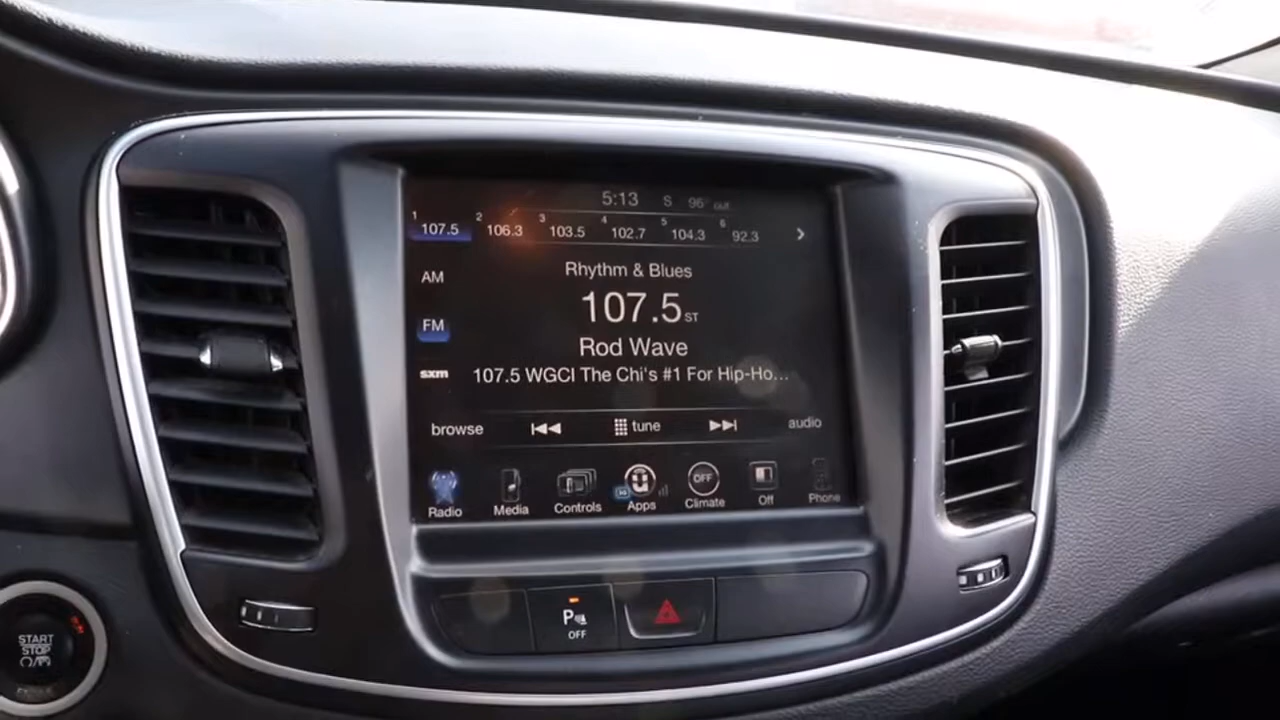 5:13 S 96° out
1 107.5 2 106.3 3 103.5 4 102.7 5 104.3 6 92.3
AM
FM
sxm
Rhythm & Blues
107.5 ST
Rod Wave
107.5 WGCI The Chi's #1 For Hip-Ho...
browse tune audio
OFF
Radio Media Controls Apps Climate Off Phone
P
OFF
START
STOP